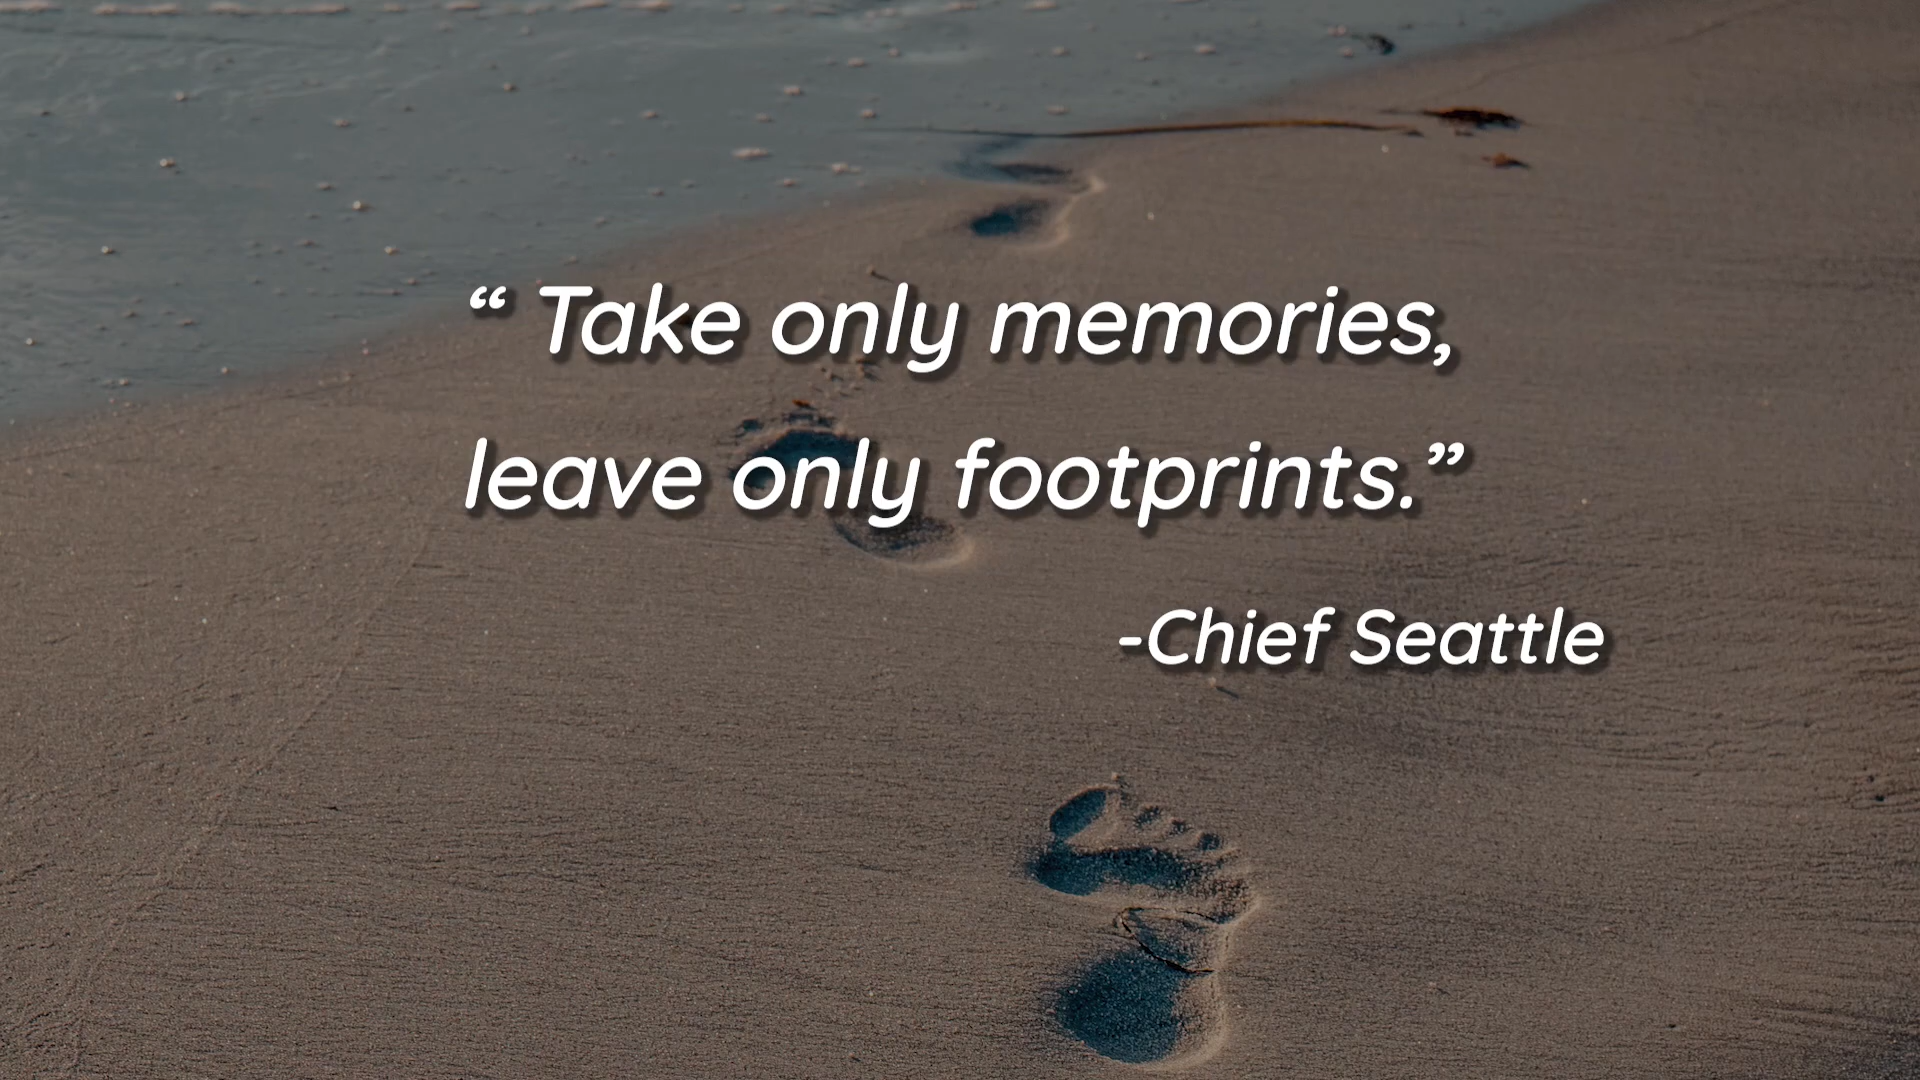 “ Take only memories,
leave only footprints.”
-Chief Seattle